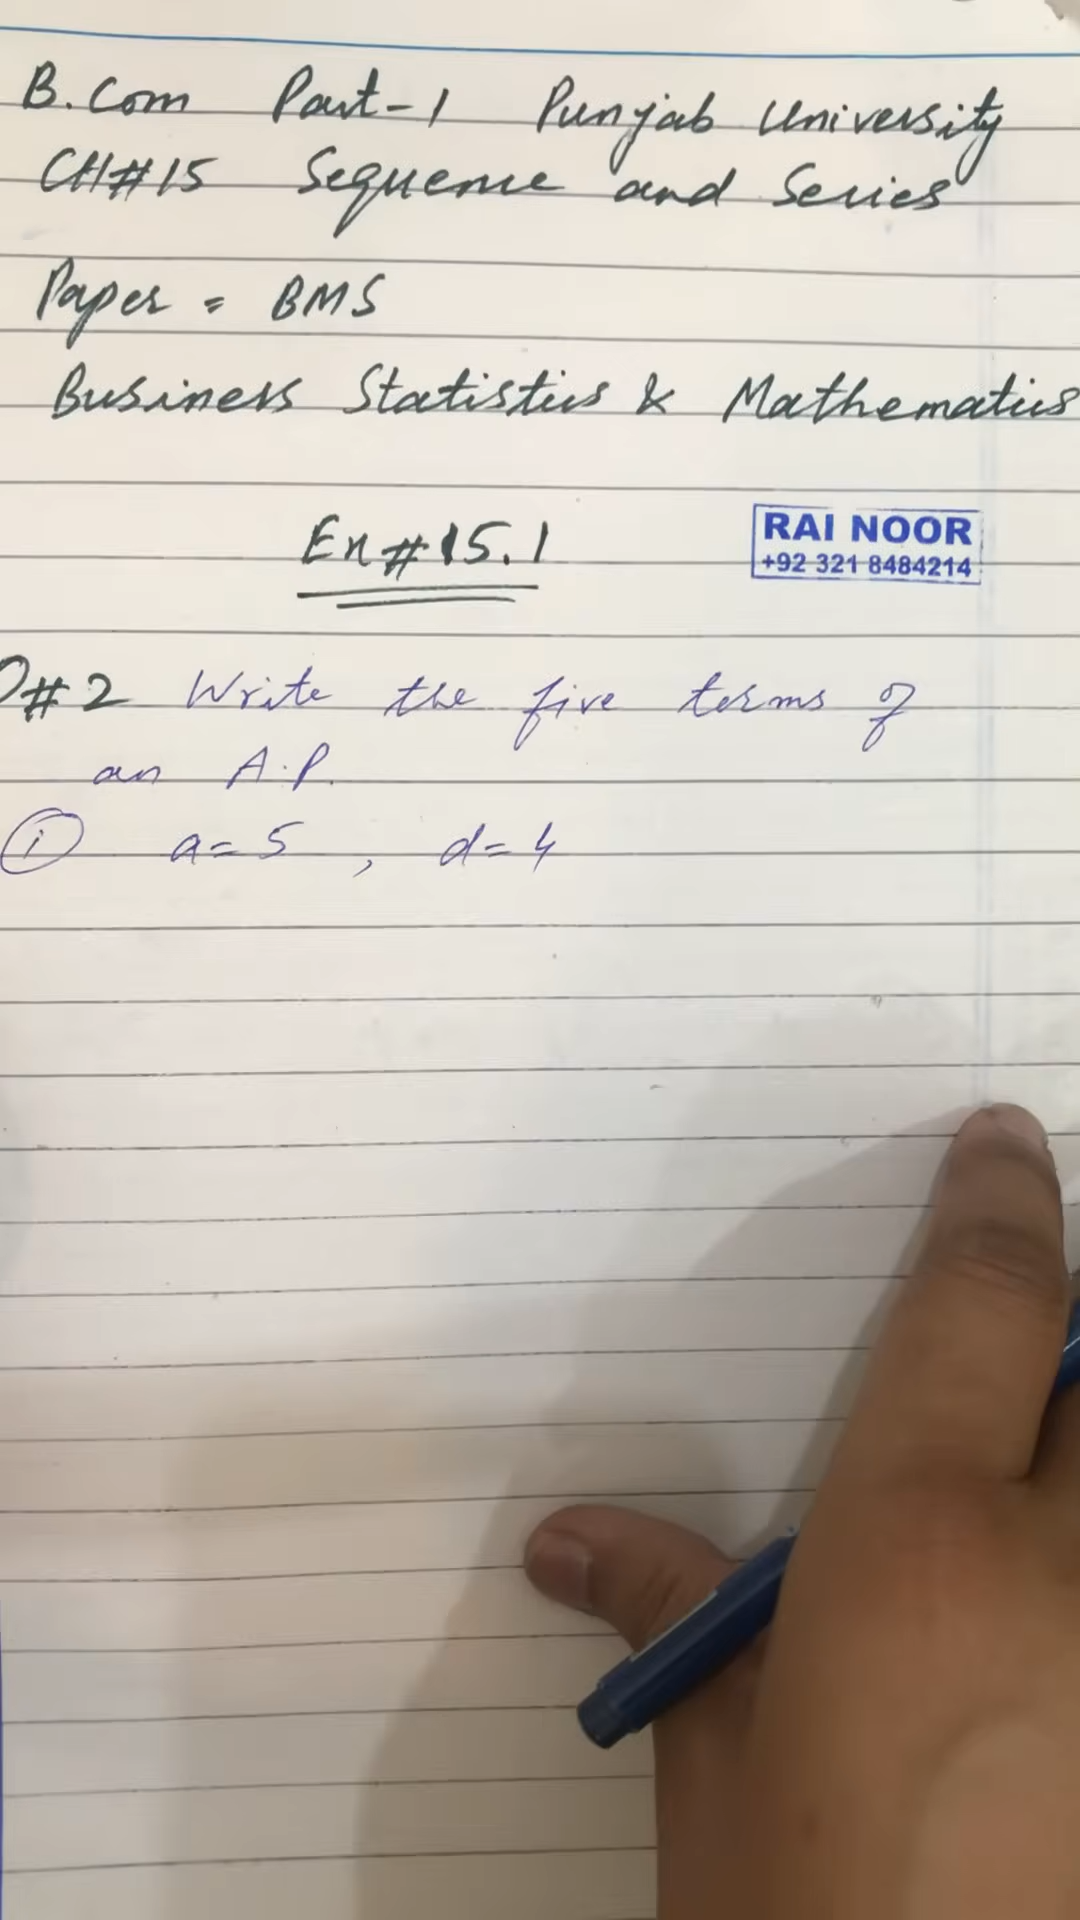 B.Com Part-1 Punjab University
CH#15 Sequence and Series
Paper = BMS
Business Statistics & Mathematics
Ex#15.1
RAI NOOR
+92 321 8484214
Q#2 Write the five terms of
an A.P.
(i) a=5 , d=4